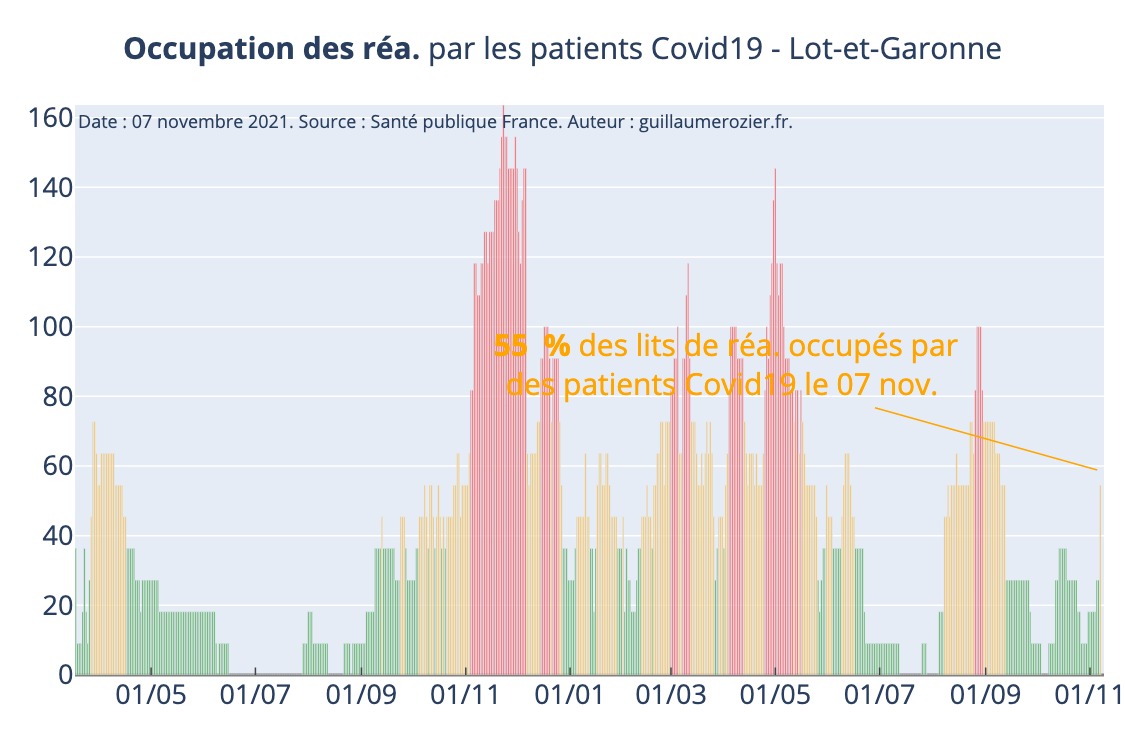 Occupation des réa. par les patients Covid19 - Lot-et-Garonne
160
Date : 07 novembre 2021. Source : Santé publique France. Auteur : guillaumerozier.fr.
140
120
100
55 % des lits de réa. occupés par
des patients Covid19 le 07 nov.
80
60
40
20
0
01/05 01/07 01/09 01/11 01/01 01/03 01/05 01/07 01/09 01/11